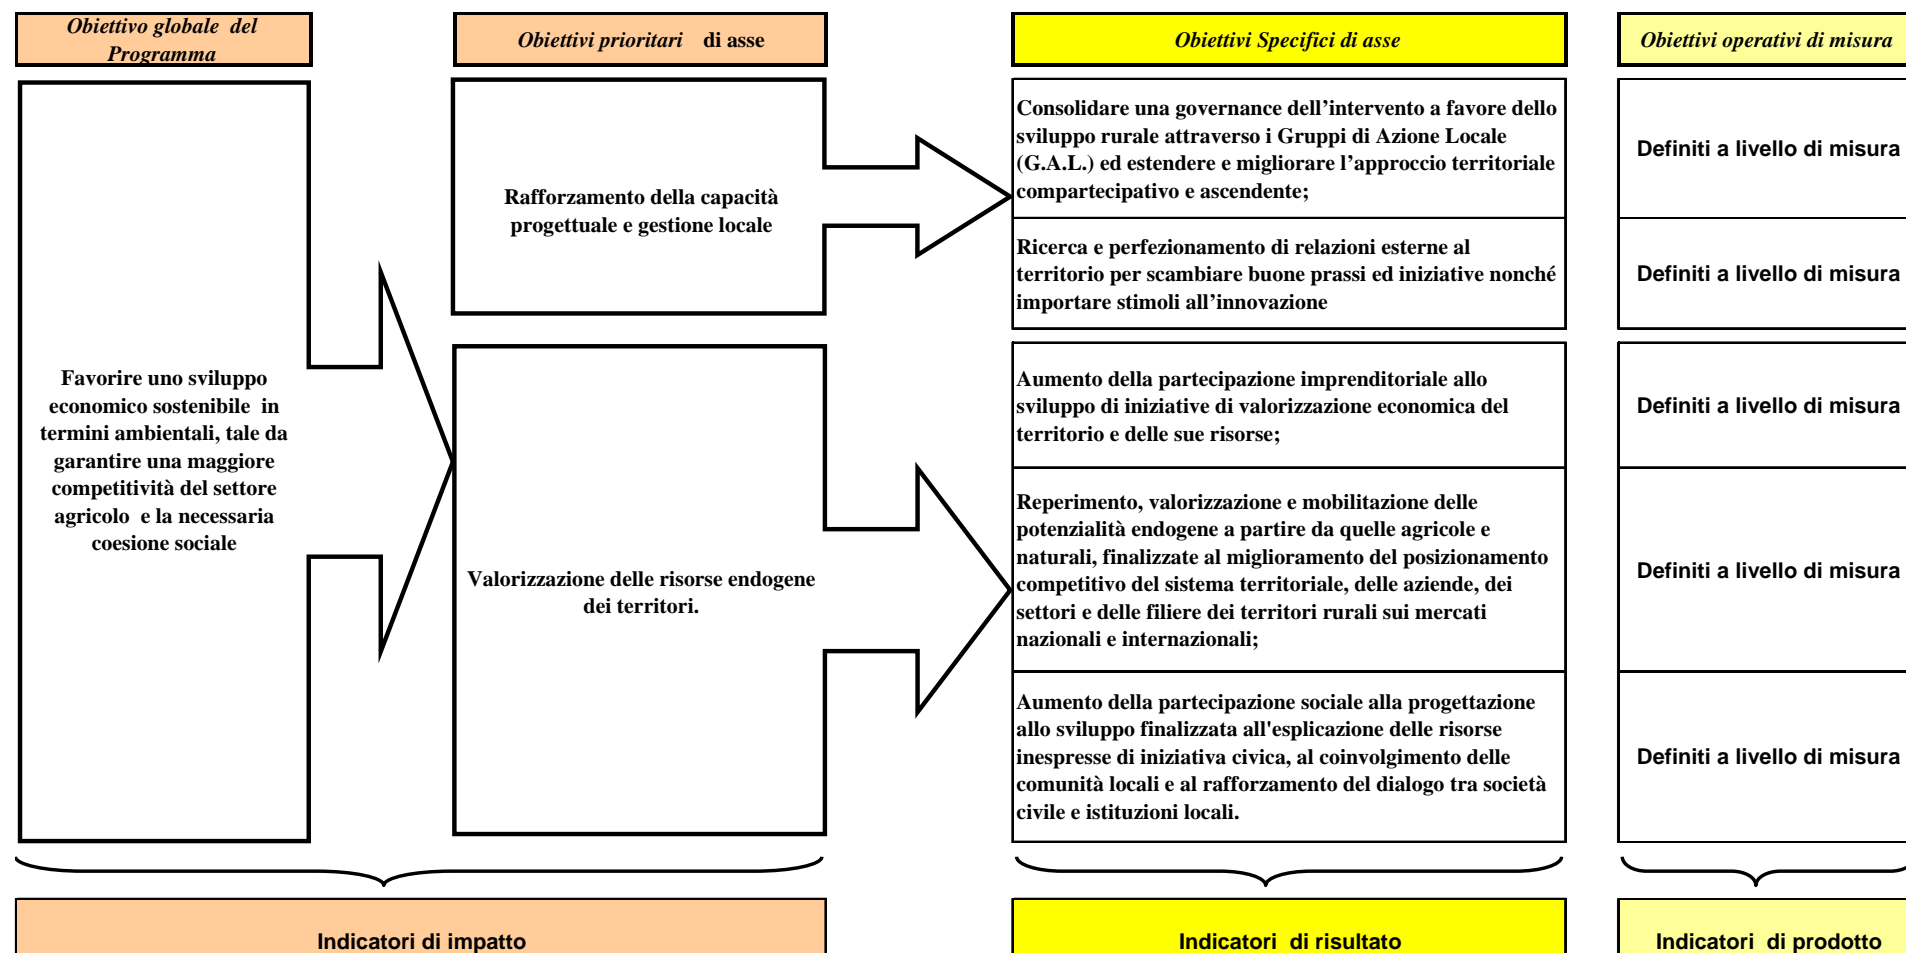 Obiettivo globale del
Programma
Obiettivi prioritari di asse
Obiettivi Specifici di asse
Obiettivi operativi di misura
Favorire uno sviluppo
economico sostenibile in
termini ambientali, tale da
garantire una maggiore
competitività del settore
agricolo e la necessaria
coesione sociale
Rafforzamento della capacità
progettuale e gestione locale
Consolidare una governance dell’intervento a favore dello
sviluppo rurale attraverso i Gruppi di Azione Locale
(G.A.L.) ed estendere e migliorare l’approccio territoriale
compartecipativo e ascendente;
Definiti a livello di misura
Ricerca e perfezionamento di relazioni esterne al
territorio per scambiare buone prassi ed iniziative nonché
importare stimoli all’innovazione
Definiti a livello di misura
Valorizzazione delle risorse endogene
dei territori.
Aumento della partecipazione imprenditoriale allo
sviluppo di iniziative di valorizzazione economica del
territorio e delle sue risorse;
Definiti a livello di misura
Reperimento, valorizzazione e mobilitazione delle
potenzialità endogene a partire da quelle agricole e
naturali, finalizzate al miglioramento del posizionamento
competitivo del sistema territoriale, delle aziende, dei
settori e delle filiere dei territori rurali sui mercati
nazionali e internazionali;
Definiti a livello di misura
Aumento della partecipazione sociale alla progettazione
allo sviluppo finalizzata all'esplicazione delle risorse
inespresse di iniziativa civica, al coinvolgimento delle
comunità locali e al rafforzamento del dialogo tra società
civile e istituzioni locali.
Definiti a livello di misura
Indicatori di impatto
Indicatori di risultato
Indicatori di prodotto